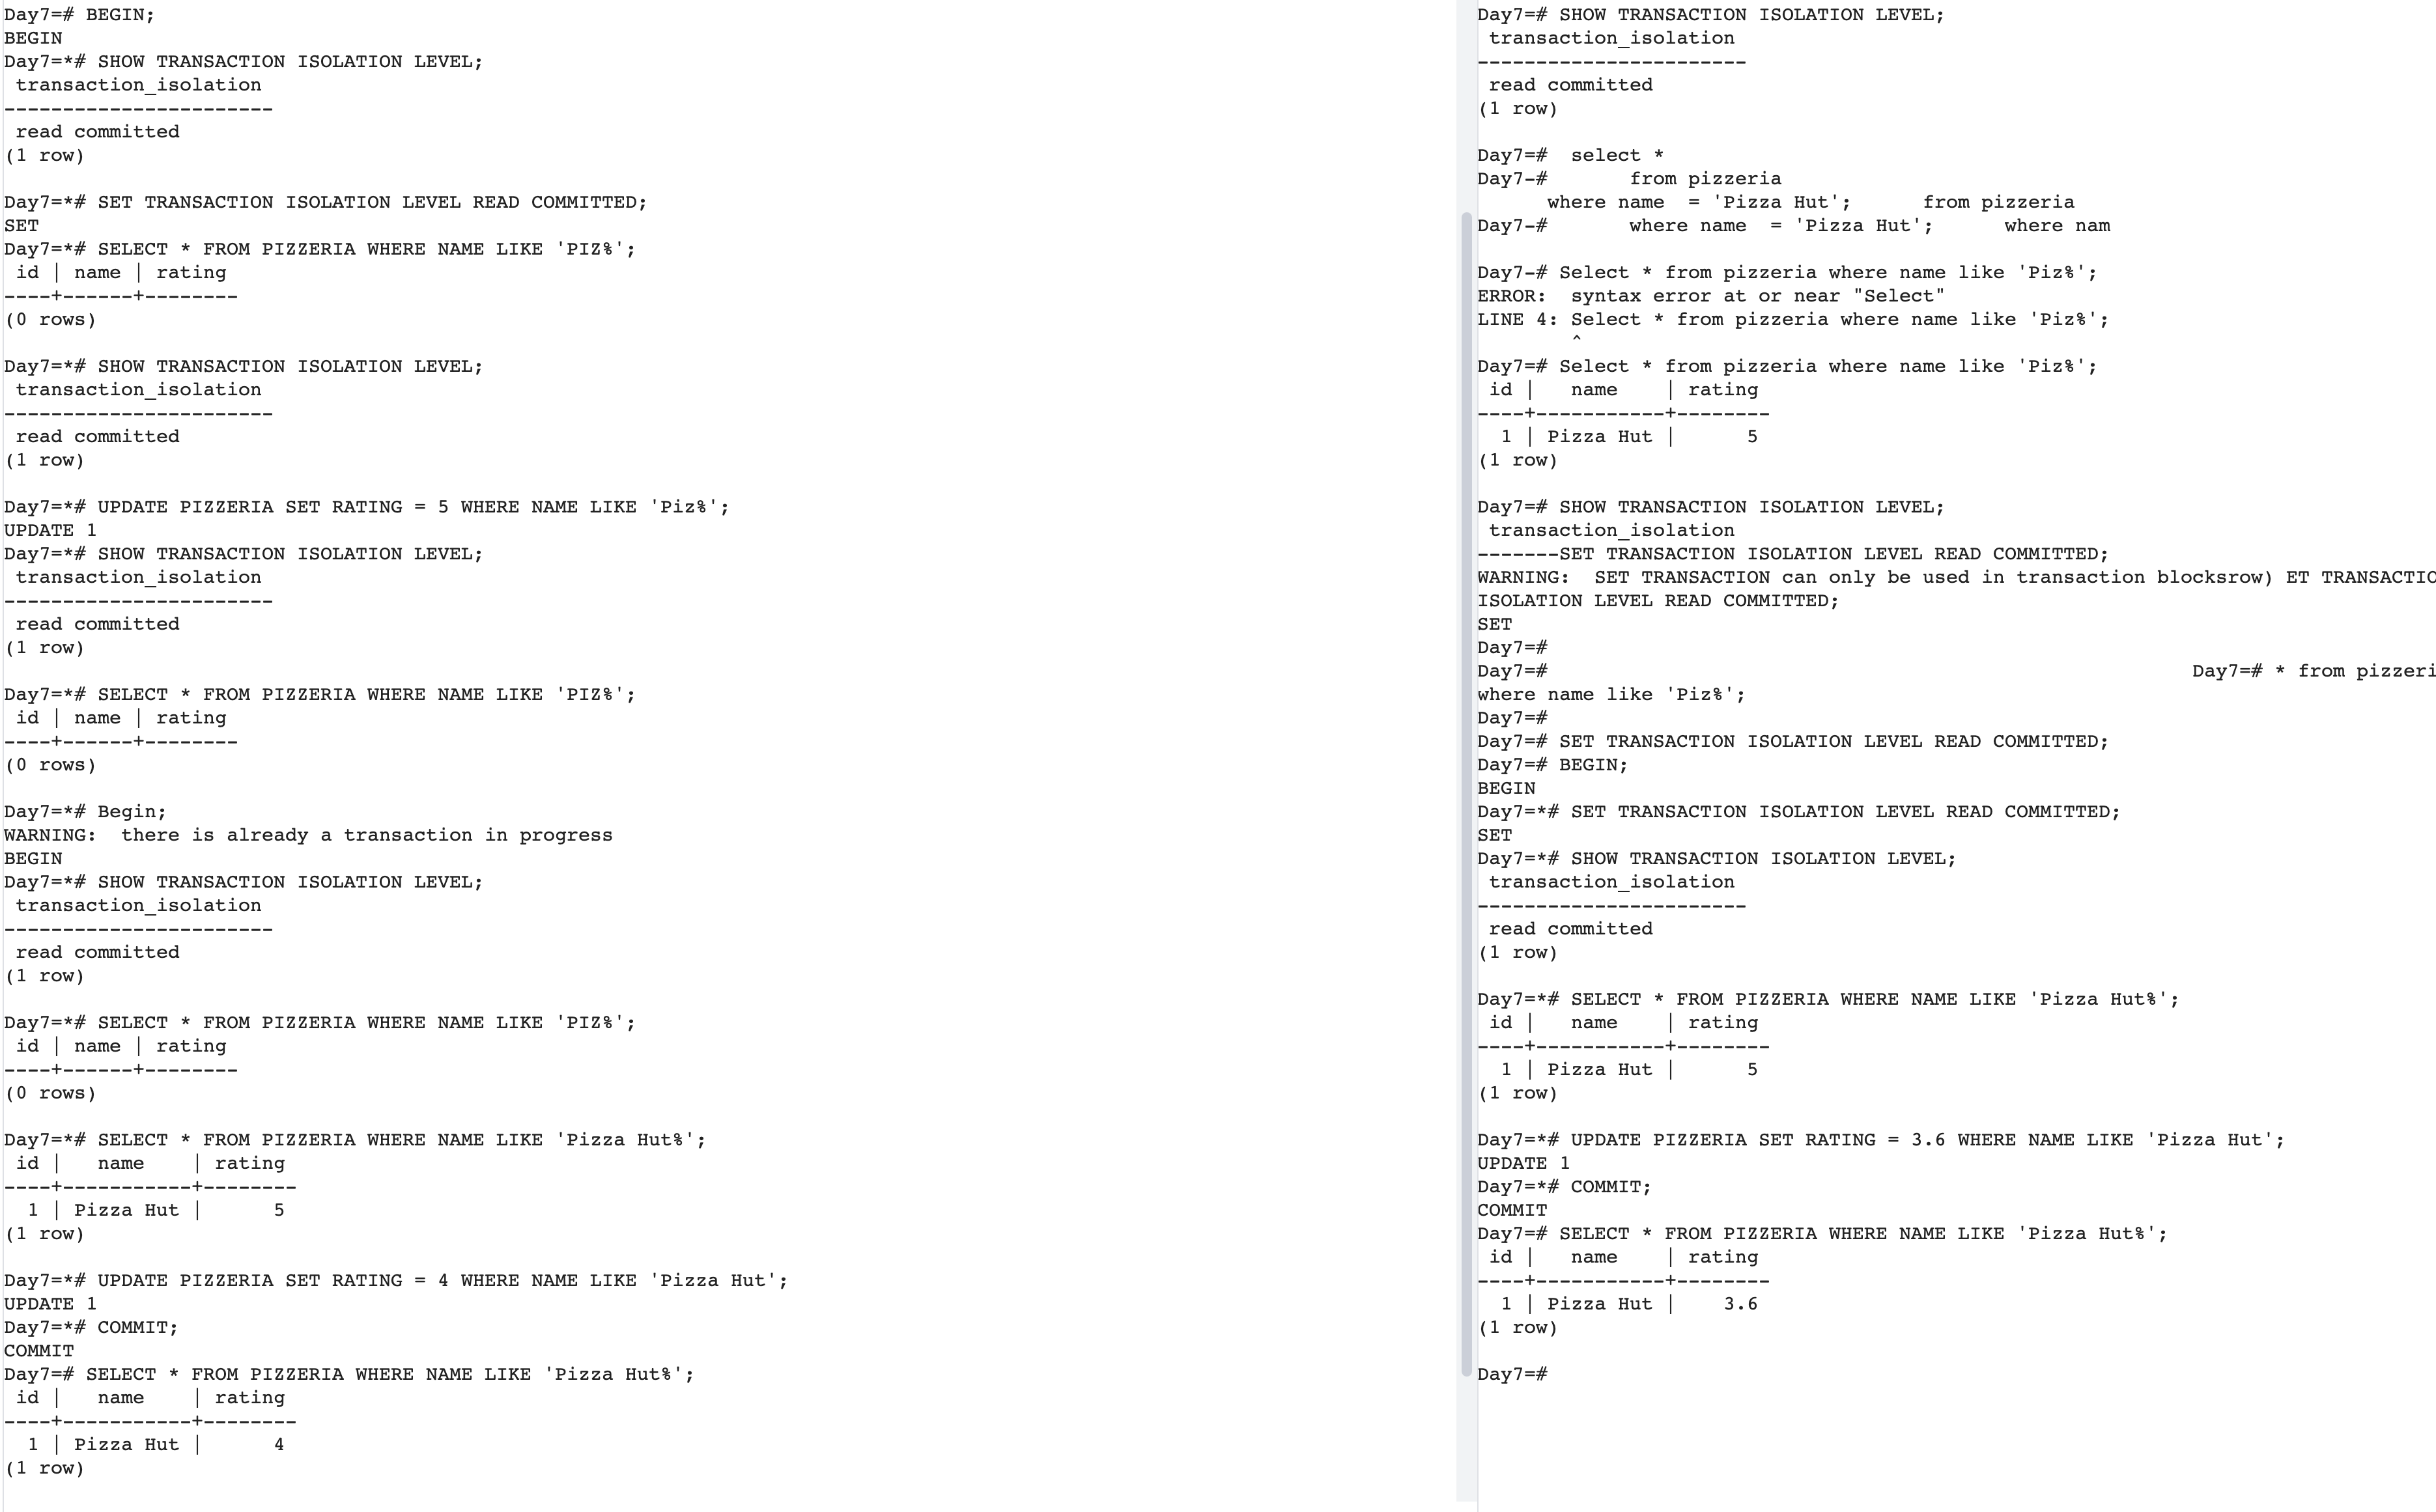 Day7=# BEGIN;
BEGIN
Day7=*# SHOW TRANSACTION ISOLATION LEVEL;
 transaction_isolation
-----------------------
 read committed
(1 row)

Day7=*# SET TRANSACTION ISOLATION LEVEL READ COMMITTED;
SET
Day7=*# SELECT * FROM PIZZERIA WHERE NAME LIKE 'PIZ%';
 id | name | rating
----+------+--------
(0 rows)

Day7=*# SHOW TRANSACTION ISOLATION LEVEL;
 transaction_isolation
-----------------------
 read committed
(1 row)

Day7=*# UPDATE PIZZERIA SET RATING = 5 WHERE NAME LIKE 'Piz%';
UPDATE 1
Day7=*# SHOW TRANSACTION ISOLATION LEVEL;
 transaction_isolation
-----------------------
 read committed
(1 row)

Day7=*# SELECT * FROM PIZZERIA WHERE NAME LIKE 'PIZ%';
 id | name | rating
----+------+--------
(0 rows)

Day7=*# Begin;
WARNING:  there is already a transaction in progress
BEGIN
Day7=*# SHOW TRANSACTION ISOLATION LEVEL;
 transaction_isolation
-----------------------
 read committed
(1 row)

Day7=*# SELECT * FROM PIZZERIA WHERE NAME LIKE 'PIZ%';
 id | name | rating
----+------+--------
(0 rows)

Day7=*# SELECT * FROM PIZZERIA WHERE NAME LIKE 'Pizza Hut%';
 id |   name    | rating
----+-----------+--------
  1 | Pizza Hut |      5
(1 row)

Day7=*# UPDATE PIZZERIA SET RATING = 4 WHERE NAME LIKE 'Pizza Hut';
UPDATE 1
Day7=*# COMMIT;
COMMIT
Day7=# SELECT * FROM PIZZERIA WHERE NAME LIKE 'Pizza Hut%';
 id |   name    | rating
----+-----------+--------
  1 | Pizza Hut |      4
(1 row)

Day7=# SHOW TRANSACTION ISOLATION LEVEL;
 transaction_isolation
-----------------------
 read committed
(1 row)

Day7=#  select *
Day7-#       from pizzeria
      where name  = 'Pizza Hut';      from pizzeria
Day7-#       where name  = 'Pizza Hut';      where nam

Day7-# Select * from pizzeria where name like 'Piz%';
ERROR:  syntax error at or near "Select"
LINE 4: Select * from pizzeria where name like 'Piz%';
        ^
Day7=# Select * from pizzeria where name like 'Piz%';
 id |   name    | rating
----+-----------+--------
  1 | Pizza Hut |      5
(1 row)

Day7=# SHOW TRANSACTION ISOLATION LEVEL;
 transaction_isolation
-------SET TRANSACTION ISOLATION LEVEL READ COMMITTED;
WARNING:  SET TRANSACTION can only be used in transaction blocksrow) ET TRANSACTIO
ISOLATION LEVEL READ COMMITTED;
SET
Day7=#
Day7=#                                                       Day7=# * from pizzeri
where name like 'Piz%';
Day7=#
Day7=# SET TRANSACTION ISOLATION LEVEL READ COMMITTED;
Day7=# BEGIN;
BEGIN
Day7=*# SET TRANSACTION ISOLATION LEVEL READ COMMITTED;
SET
Day7=*# SHOW TRANSACTION ISOLATION LEVEL;
 transaction_isolation
-----------------------
 read committed
(1 row)

Day7=*# SELECT * FROM PIZZERIA WHERE NAME LIKE 'Pizza Hut%';
 id |   name    | rating
----+-----------+--------
  1 | Pizza Hut |      5
(1 row)

Day7=*# UPDATE PIZZERIA SET RATING = 3.6 WHERE NAME LIKE 'Pizza Hut';
UPDATE 1
Day7=*# COMMIT;
COMMIT
Day7=# SELECT * FROM PIZZERIA WHERE NAME LIKE 'Pizza Hut%';
 id |   name    | rating
----+-----------+--------
  1 | Pizza Hut |    3.6
(1 row)

Day7=#